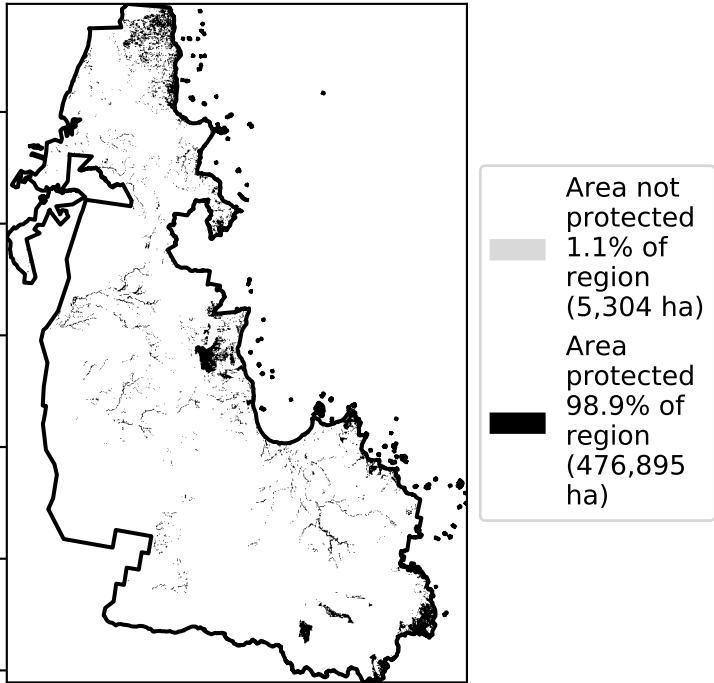 Area not
protected
1.1% of
region
(5,304 ha)
Area
protected
98.9% of
region
(476,895
ha)